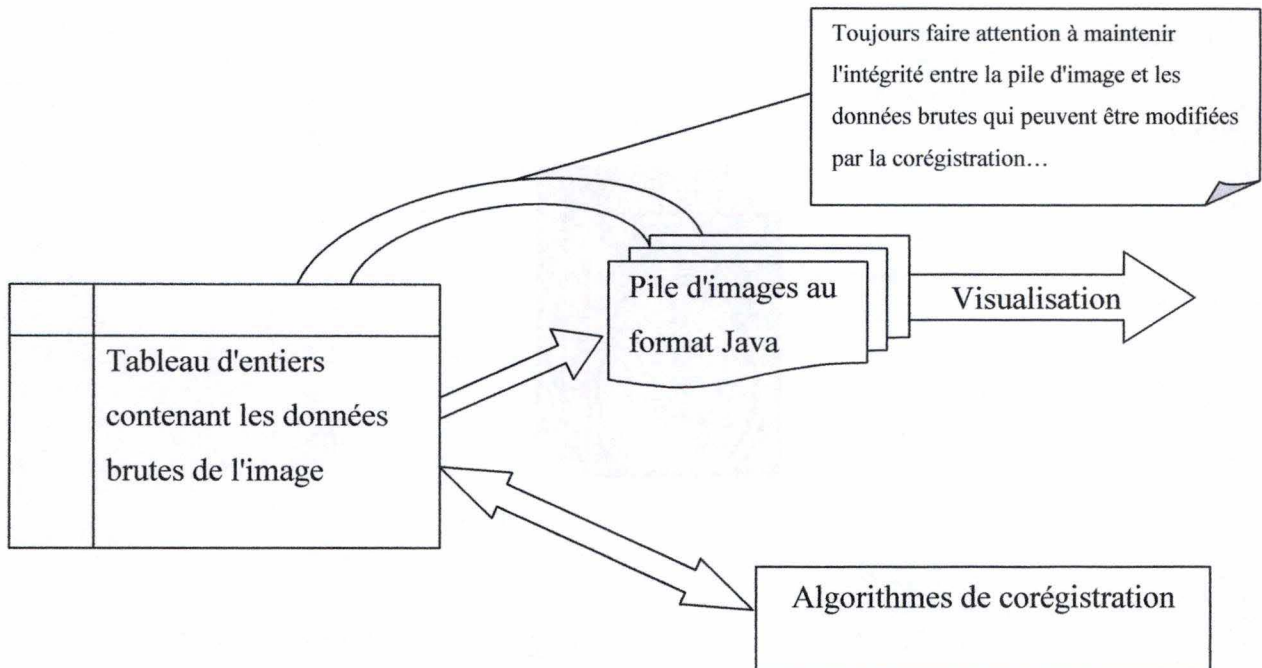 Toujours faire attention à maintenir
l'intégrité entre la pile d'image et les
données brutes qui peuvent être modifiées
par la corégistration…
Pile d'images au
format Java
Visualisation
Tableau d'entiers
contenant les données
brutes de l'image
Algorithmes de corégistration